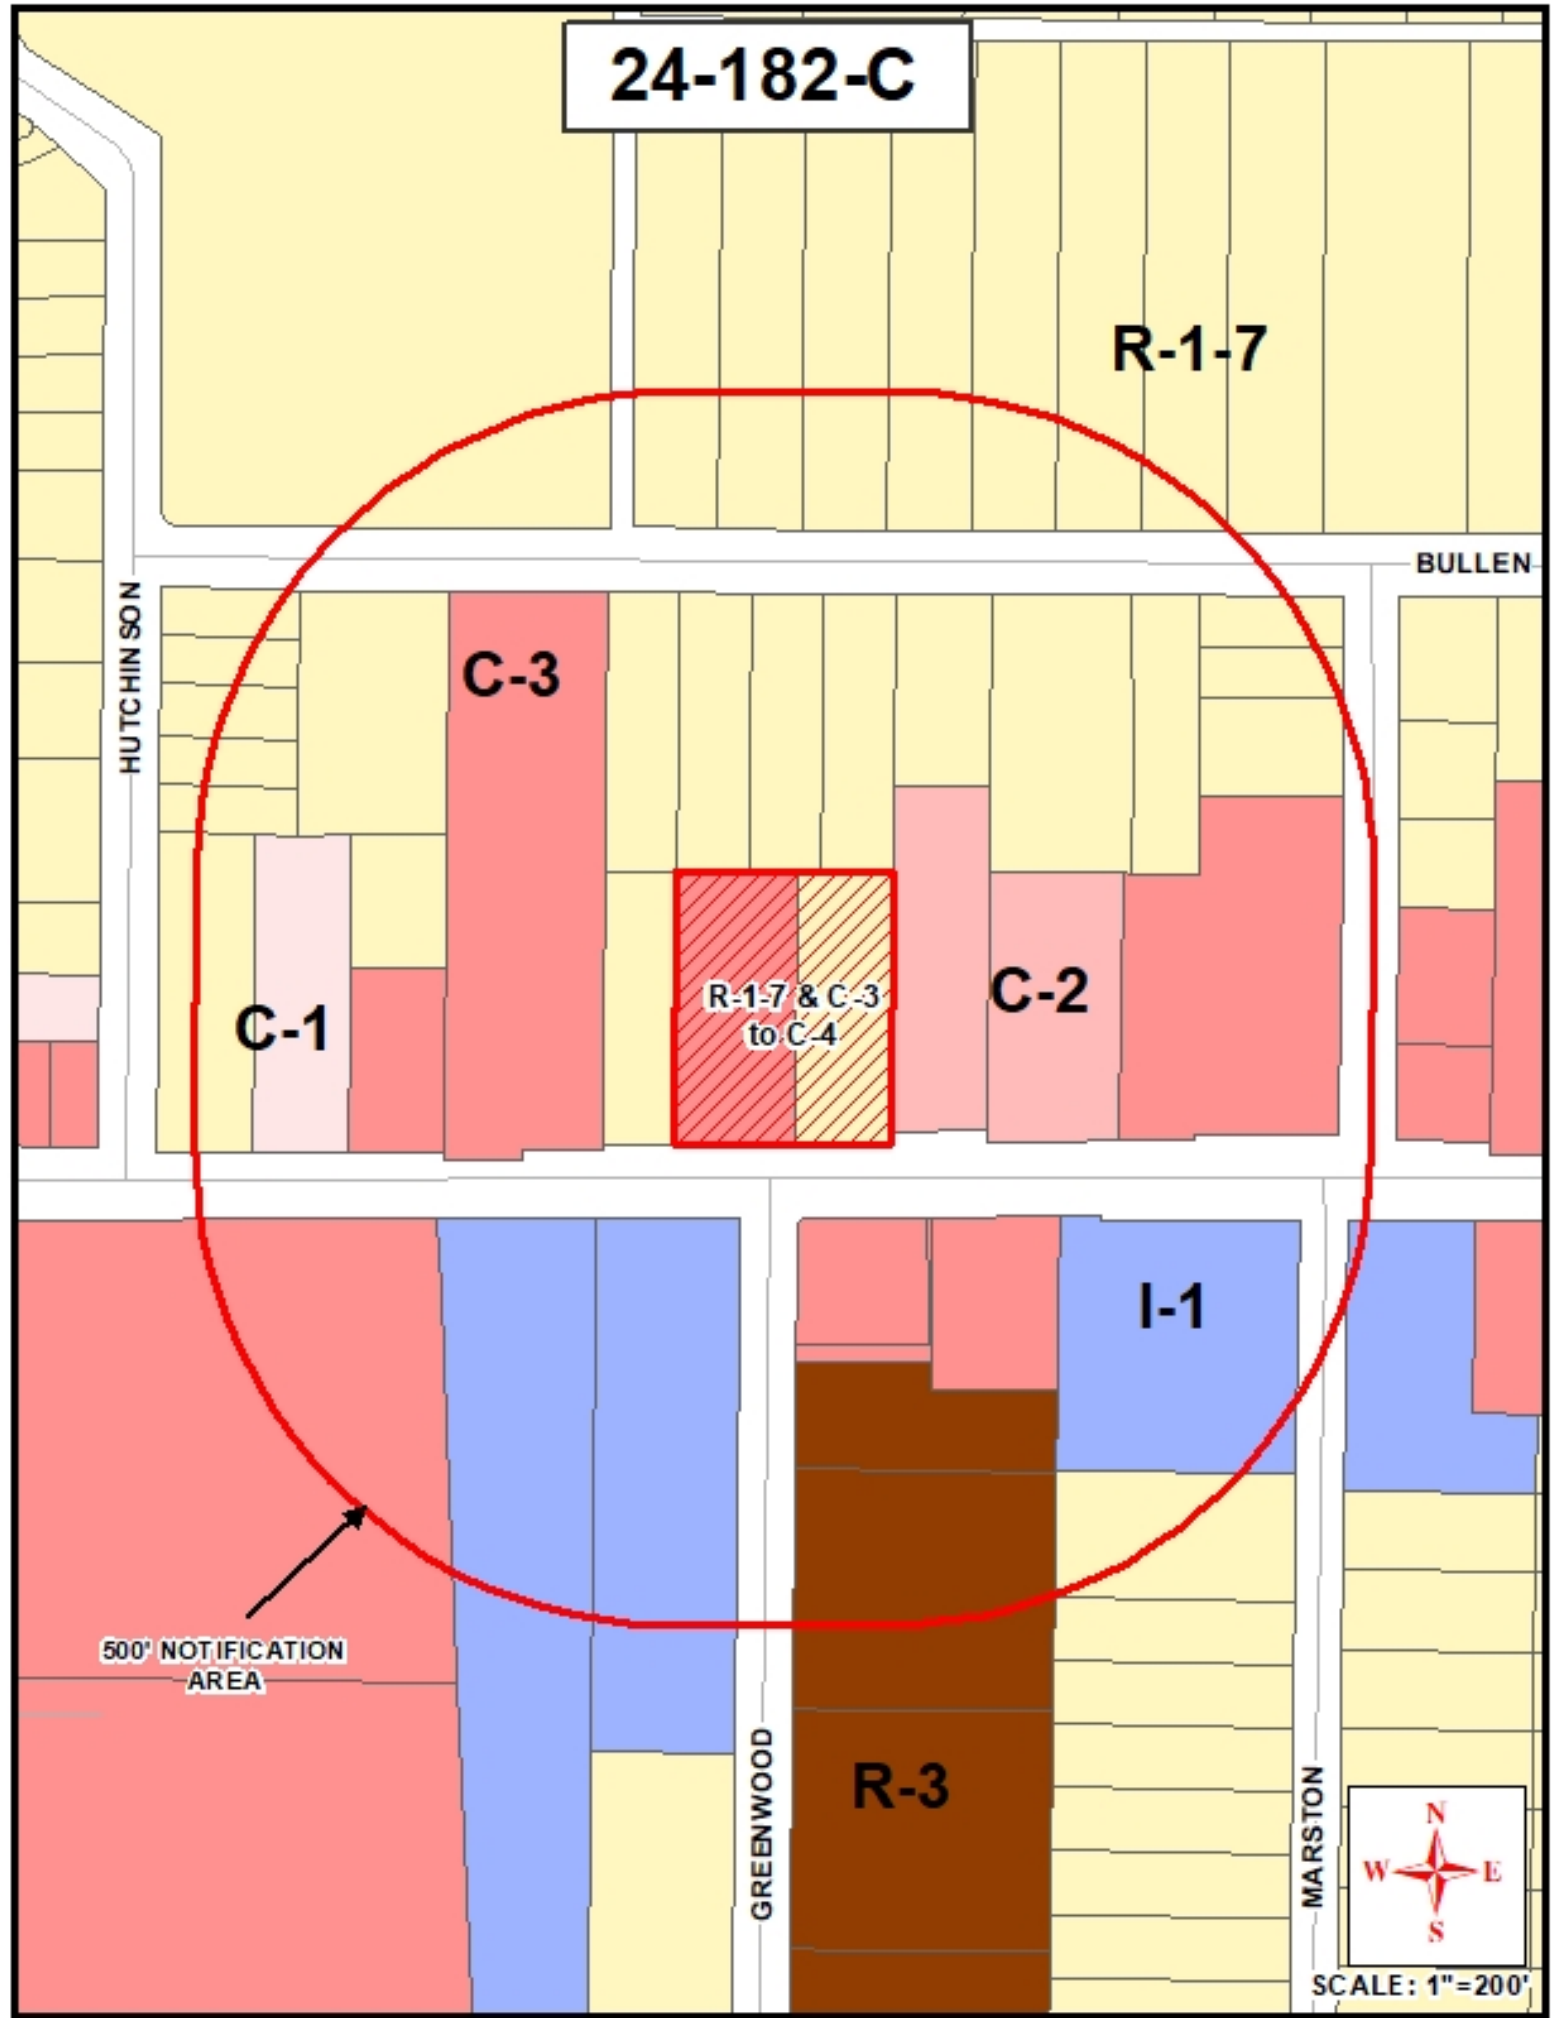 24-182-C
R-1-7
BULLEN
HUTCHINSON
C-3
R-1-7 & C-3
to C-4
C-2
C-1
I-1
500' NOTIFICATION
AREA
GREENWOOD
R-3
MARSTON
N
W E
S
SCALE: 1"=200'